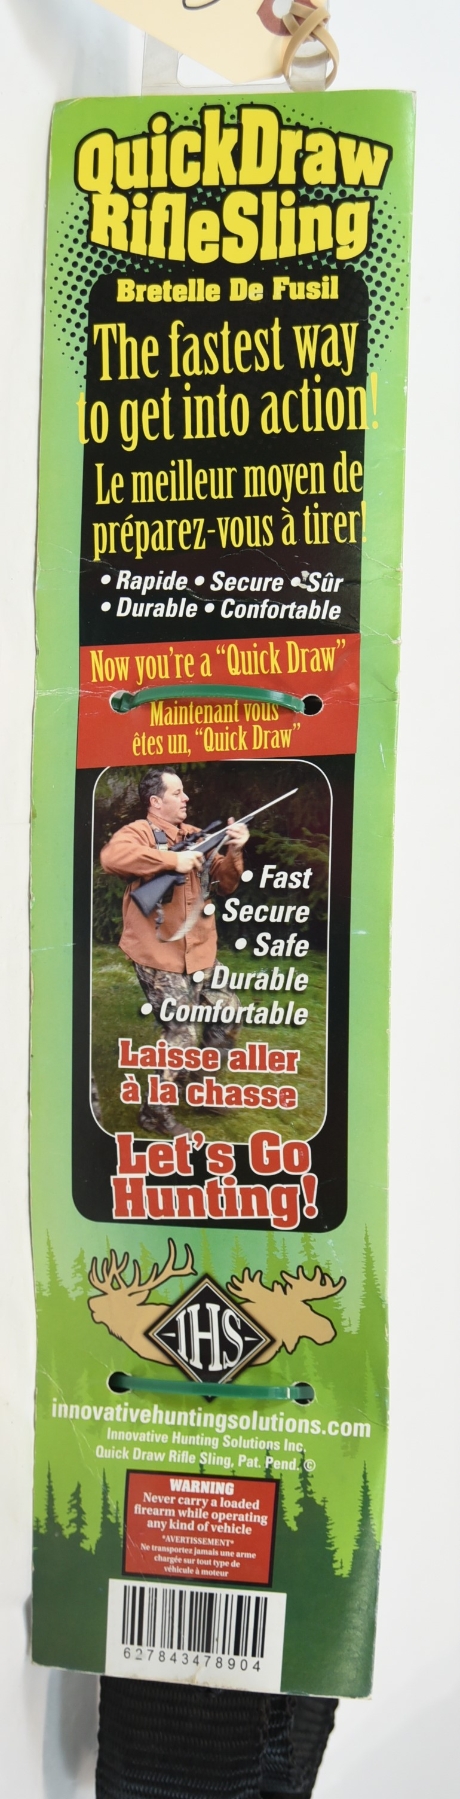 QuickDraw
RifleSling
Bretelle De Fusil
The fastest way
to get into action!
Le meilleur moyen de
préparez-vous à tirer!
• Rapide • Secure • Sûr
• Durable • Confortable
Now you're a "Quick Draw"
Maintenant vous
êtes un, "Quick Draw"
• Fast
• Secure
• Safe
• Durable
• Comfortable
Laisse aller
à la chasse
Let's Go
Hunting!
IHS
innovativehuntingsolutions.com
Innovative Hunting Solutions Inc.
Quick Draw Rifle Sling, Pat. Pend. ©
WARNING
Never carry a loaded
firearm while operating
any kind of vehicle
*AVERTISSEMENT*
Ne transportez jamais une arme
chargée sur tout type de
véhicule à moteur
627843478904